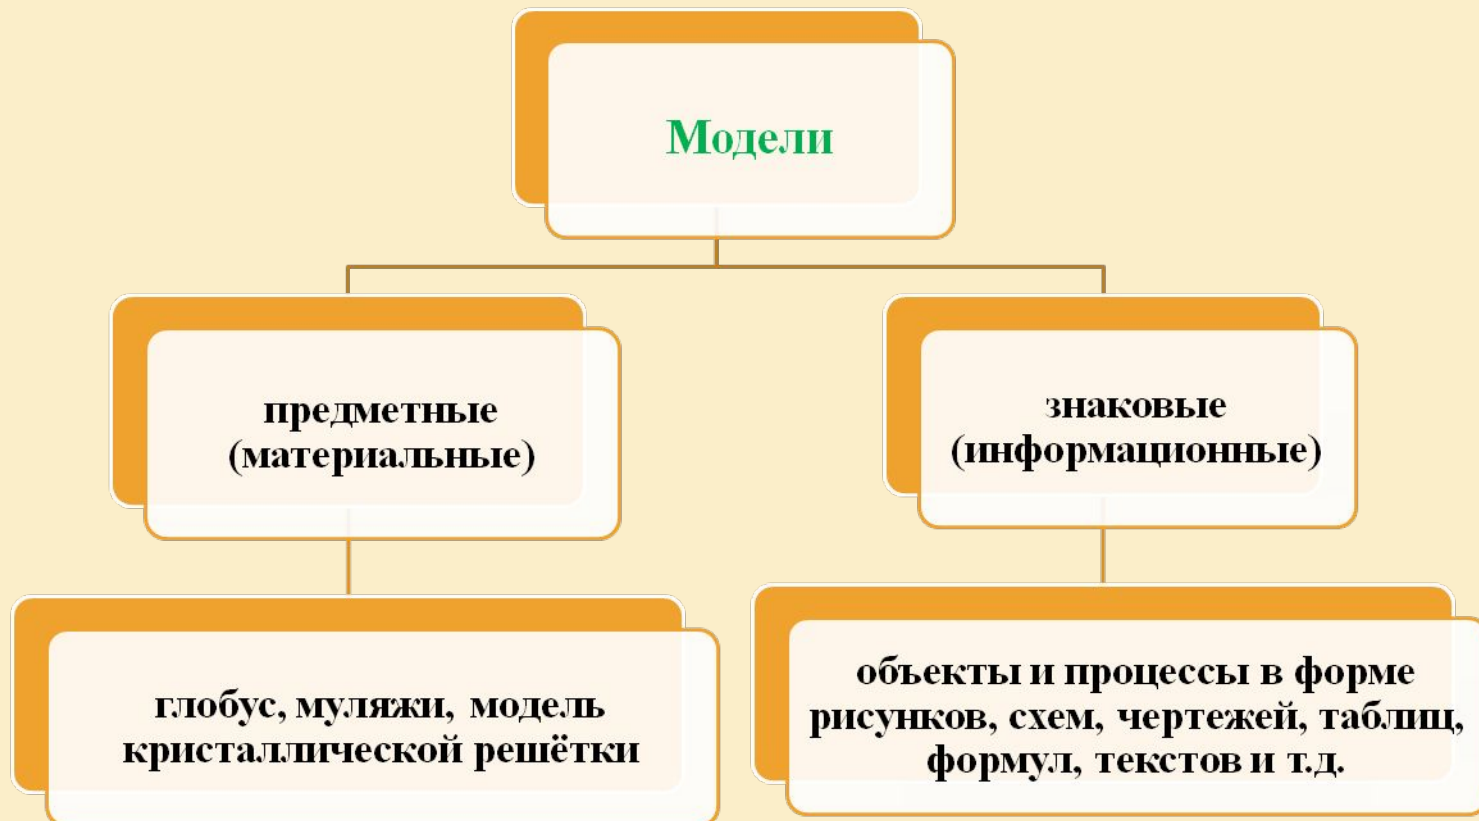 Модели
предметные
(материальные)
знаковые
(информационные)
глобус, муляжи, модель
кристаллической решётки
объекты и процессы в форме
рисунков, схем, чертежей, таблиц,
формул, текстов и т.д.